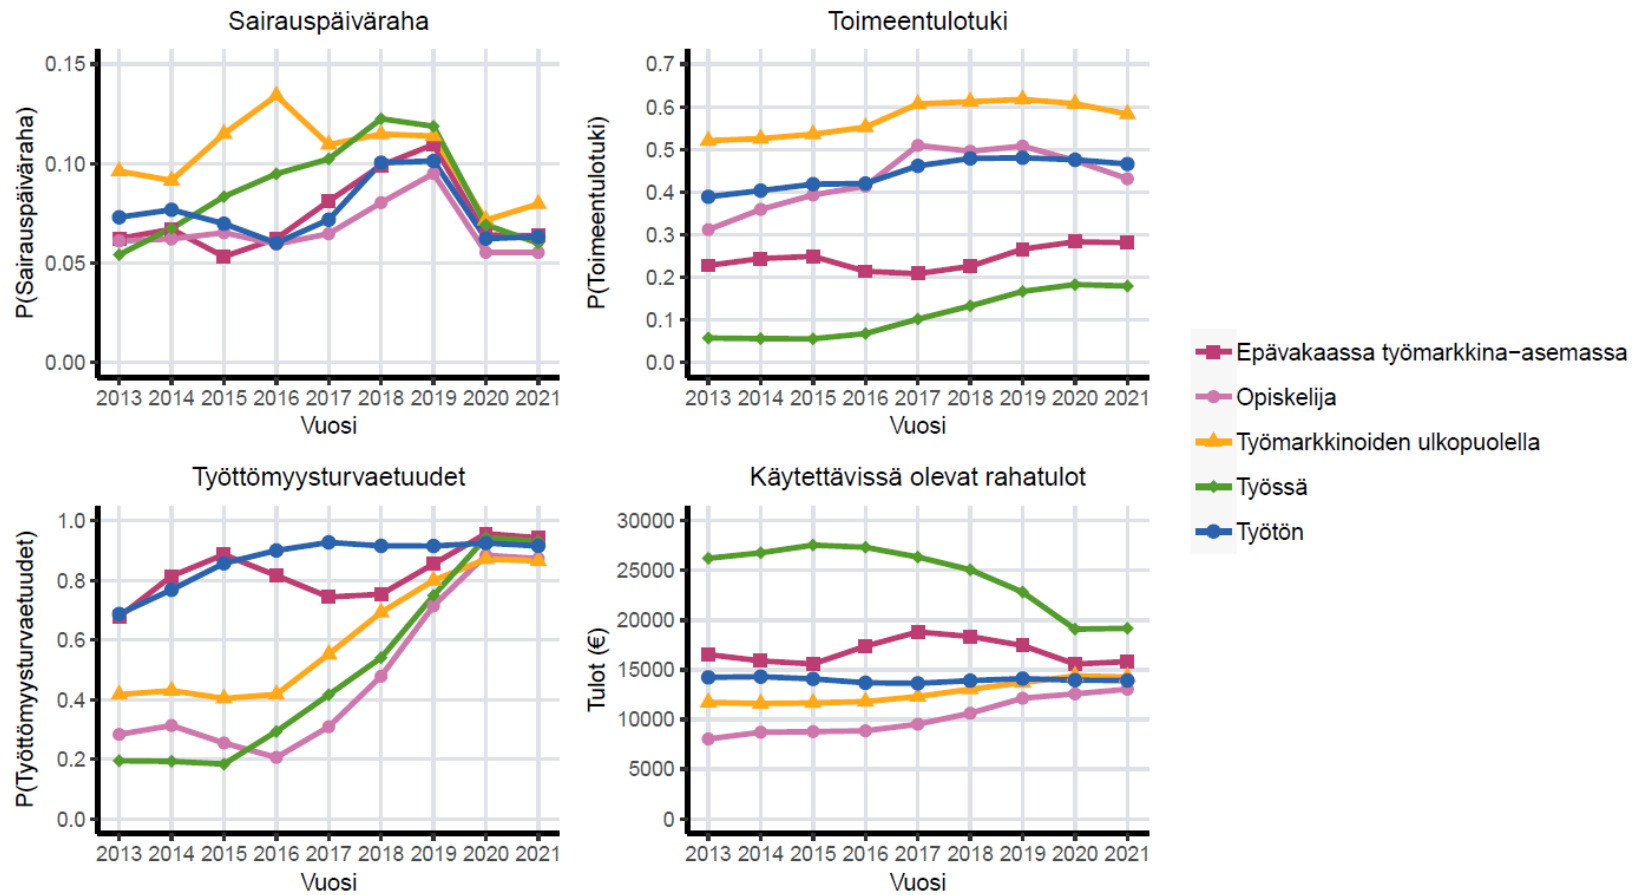 Sairauspäiväraha
P(Sairauspäiväraha)
0.15
0.10
0.05
0.00
2013 2014 2015 2016 2017 2018 2019 2020 2021
Vuosi
Toimeentulotuki
P(Toimeentulotuki)
0.7
0.6
0.5
0.4
0.3
0.2
0.1
0.0
2013 2014 2015 2016 2017 2018 2019 2020 2021
Vuosi
Työttömyysturvaetuudet
P(Työttömyysturvaetuudet)
1.0
0.8
0.6
0.4
0.2
0.0
2013 2014 2015 2016 2017 2018 2019 2020 2021
Vuosi
Käytettävissä olevat rahatulot
Tulot (€)
30000
25000
20000
15000
10000
5000
0
2013 2014 2015 2016 2017 2018 2019 2020 2021
Vuosi
Epävakaassa työmarkkina−asemassa
Opiskelija
Työmarkkinoiden ulkopuolella
Työssä
Työtön